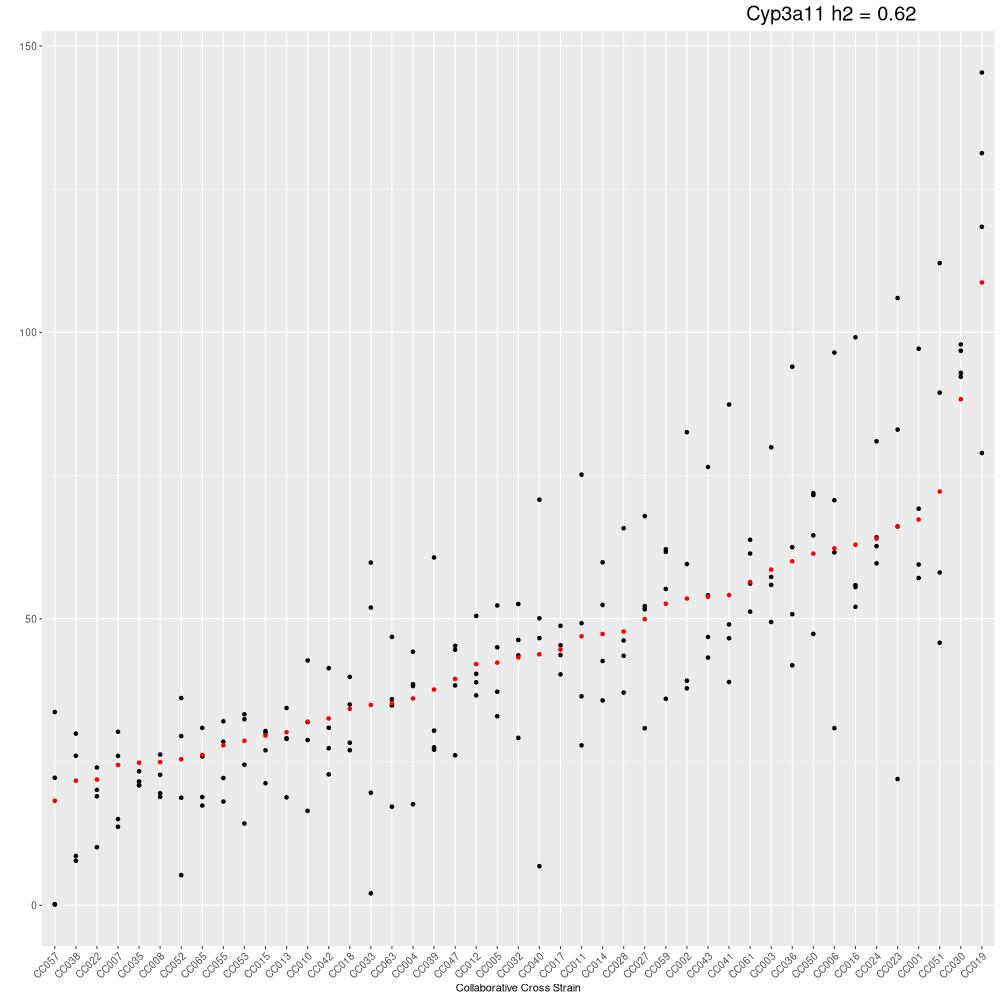 Cyp3a11 h2 = 0.62
150
100
50
0
CC057 CC038 CC022 CC007 CC035 CC008 CC052 CC065 CC055 CC053 CC015 CC013 CC010 CC042 CC018 CC033 CC063 CC004 CC039 CC047 CC012 CC005 CC032 CC040 CC017 CC011 CC014 CC028 CC027 CC059 CC002 CC043 CC041 CC061 CC003 CC036 CC050 CC006 CC016 CC024 CC023 CC001 CC051 CC030 CC019
Collaborative Cross Strain